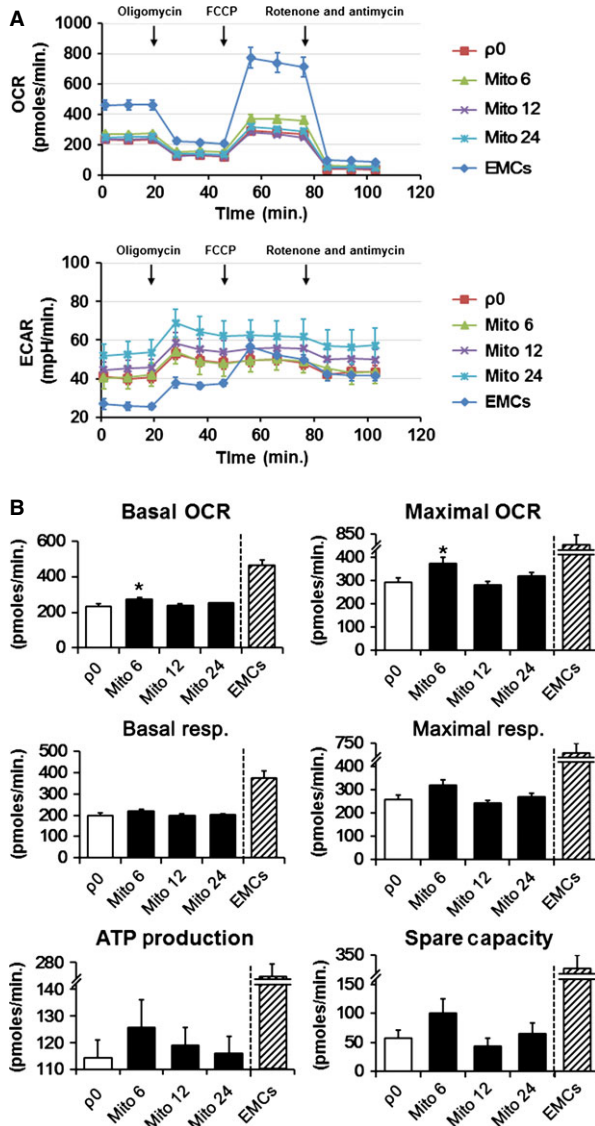 A
Oligomycin FCCP Rotenone and antimycin
OCR
(pmoles/min.)
1000
800
600
400
200
0
0 20 40 60 80 100 120
TIme (min.)
ρ0
Mito 6
Mito 12
Mito 24
EMCs
Oligomycin FCCP Rotenone and antimycin
ECAR
(mpH/min.)
100
80
60
40
20
0 20 40 60 80 100 120
TIme (min.)
ρ0
Mito 6
Mito 12
Mito 24
EMCs
B
Basal OCR
(pmoles/min.)
600
400
200
0
*
ρ0 Mito 6 Mito 12 Mito 24 EMCs
Maximal OCR
(pmoles/min.)
850
400
300
200
100
0
*
ρ0 Mito 6 Mito 12 Mito 24 EMCs
Basal resp.
(pmoles/min.)
500
400
300
200
100
0
ρ0 Mito 6 Mito 12 Mito 24 EMCs
Maximal resp.
(pmoles/min.)
750
400
300
200
100
0
ρ0 Mito 6 Mito 12 Mito 24 EMCs
ATP production
(pmoles/min.)
280
140
130
120
110
ρ0 Mito 6 Mito 12 Mito 24 EMCs
Spare capacity
(pmoles/min.)
350
150
100
50
0
ρ0 Mito 6 Mito 12 Mito 24 EMCs